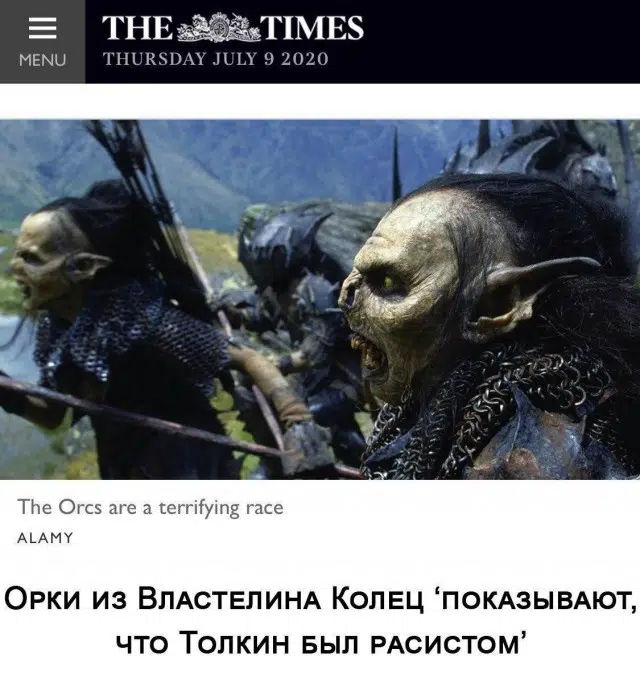 THE TIMES
MENU
THURSDAY JULY 9 2020
The Orcs are a terrifying race
ALAMY
Орки из Властелина Колец ‘показывают,
что Толкин был расистом’